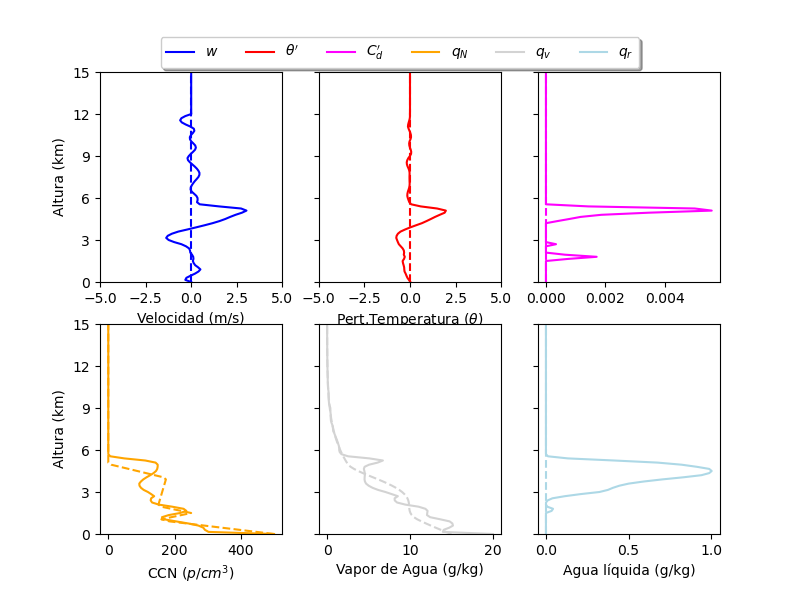 w θ′ C′d qN qv qr
15
12
9
6
3
0
Altura (km)
−5.0 −2.5 0.0 2.5 5.0
Velocidad (m/s)
−5.0 −2.5 0.0 2.5 5.0
Pert.Temperatura (θ)
0.000 0.002 0.004
15
12
9
6
3
0
Altura (km)
0 200 400
CCN (p/cm³)
0 10 20
Vapor de Agua (g/kg)
0.0 0.5 1.0
Agua líquida (g/kg)